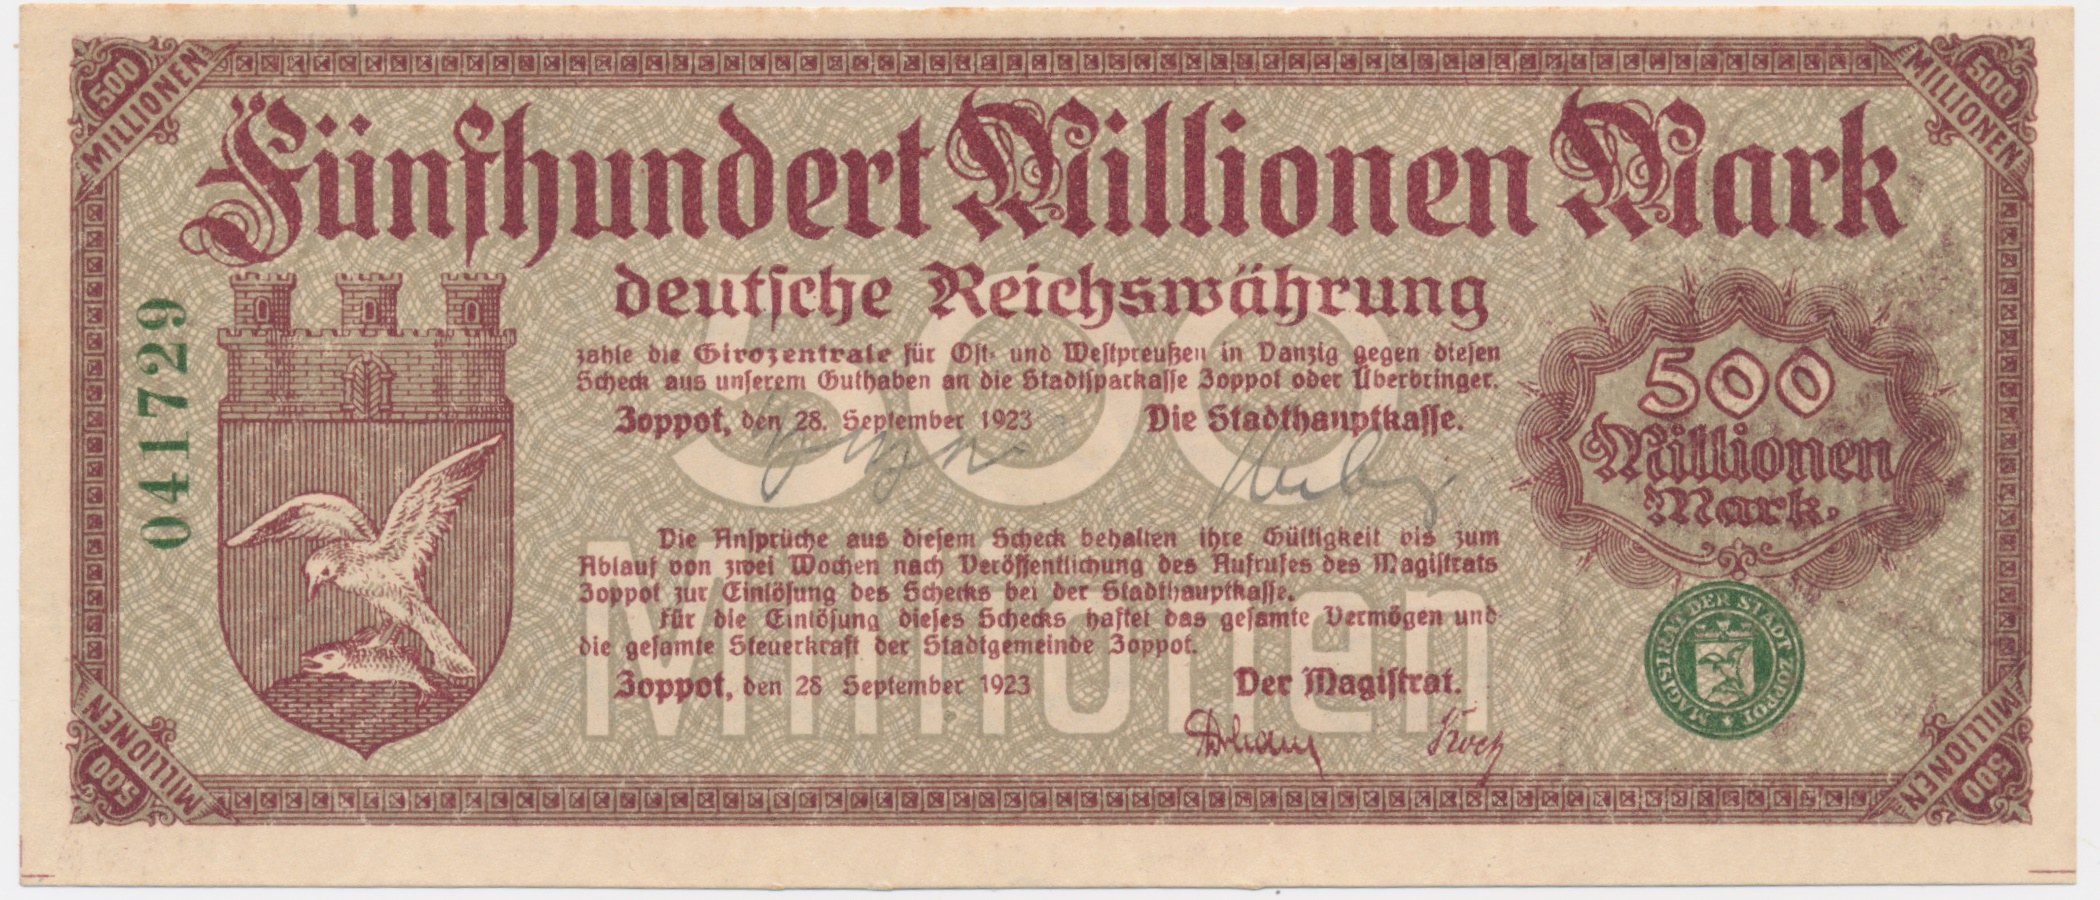 500
MILLIONEN
500
MILLIONEN
Fünfhundert Millionen Mark
deutsche Reichswährung
041729
500
Millionen
zahle die Girozentrale für Ost- und Westpreußen in Danzig gegen diesen
Scheck aus unserem Guthaben an die Stadtsparkasse Zoppot oder Überbringer.
Zoppot, den 28. September 1923 Die Stadthauptkasse.
500
Millionen
Mark.
Die Ansprüche aus diesem Scheck behalten ihre Gültigkeit bis zum
Ablauf von zwei Wochen nach Veröffentlichung des Aufrufes des Magistrats
Zoppot zur Einlösung des Schecks bei der Stadthauptkasse.
Für die Einlösung dieses Schecks haftet das gesamte Vermögen und
die gesamte Steuerkraft der Stadtgemeinde Zoppot.
Zoppot, den 28 September 1923 Der Magistrat.
MAGISTRAT DER STADT ZOPPOT
500
MILLIONEN
500
MILLIONEN